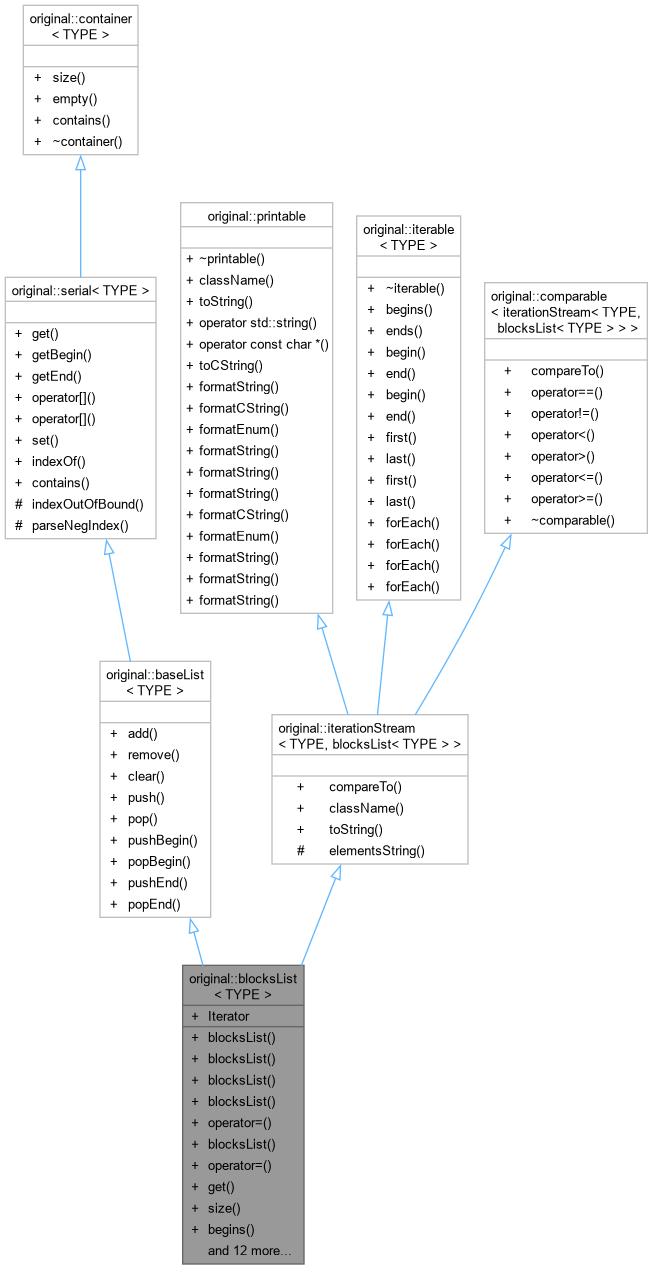 original::container
< TYPE >
+ size()
+ empty()
+ contains()
+ ~container()
original::serial< TYPE >
+ get()
+ getBegin()
+ getEnd()
+ operator[]()
+ operator[]()
+ set()
+ indexOf()
+ contains()
# indexOutOfBound()
# parseNegIndex()
original::printable
+ ~printable()
+ className()
+ toString()
+ operator std::string()
+ operator const char *()
+ toCString()
+ formatString()
+ formatCString()
+ formatEnum()
+ formatString()
+ formatString()
+ formatString()
+ formatCString()
+ formatEnum()
+ formatString()
+ formatString()
+ formatString()
original::iterable
< TYPE >
+ ~iterable()
+ begins()
+ ends()
+ begin()
+ end()
+ begin()
+ end()
+ first()
+ last()
+ first()
+ last()
+ forEach()
+ forEach()
+ forEach()
+ forEach()
original::comparable
< iterationStream< TYPE,
blocksList< TYPE > > >
+ compareTo()
+ operator==()
+ operator!=()
+ operator<()
+ operator>()
+ operator<=()
+ operator>=()
+ ~comparable()
original::baseList
< TYPE >
+ add()
+ remove()
+ clear()
+ push()
+ pop()
+ pushBegin()
+ popBegin()
+ pushEnd()
+ popEnd()
original::iterationStream
< TYPE, blocksList< TYPE > >
+ compareTo()
+ className()
+ toString()
# elementsString()
original::blocksList
< TYPE >
+ Iterator
+ blocksList()
+ blocksList()
+ blocksList()
+ blocksList()
+ operator=()
+ blocksList()
+ operator=()
+ get()
+ size()
+ begins()
and 12 more...